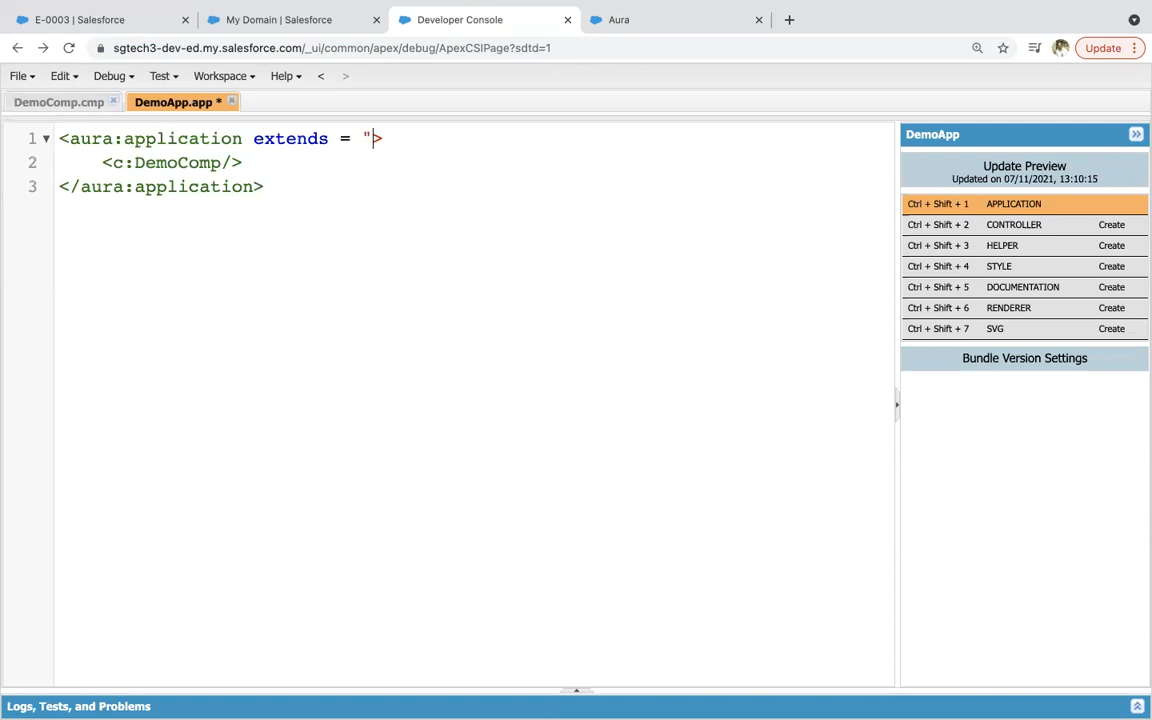 E-0003 | Salesforce
My Domain | Salesforce
Developer Console
Aura
sgtech3-dev-ed.my.salesforce.com/_ui/common/apex/debug/ApexCSIPage?sdtd=1
Update
File Edit Debug Test Workspace Help < >
DemoComp.cmp DemoApp.app *
1 <aura:application extends = ">
2 <c:DemoComp/>
3 </aura:application>
DemoApp
Update Preview
Updated on 07/11/2021, 13:10:15
Ctrl + Shift + 1 APPLICATION
Ctrl + Shift + 2 CONTROLLER Create
Ctrl + Shift + 3 HELPER Create
Ctrl + Shift + 4 STYLE Create
Ctrl + Shift + 5 DOCUMENTATION Create
Ctrl + Shift + 6 RENDERER Create
Ctrl + Shift + 7 SVG Create
Bundle Version Settings
Logs, Tests, and Problems